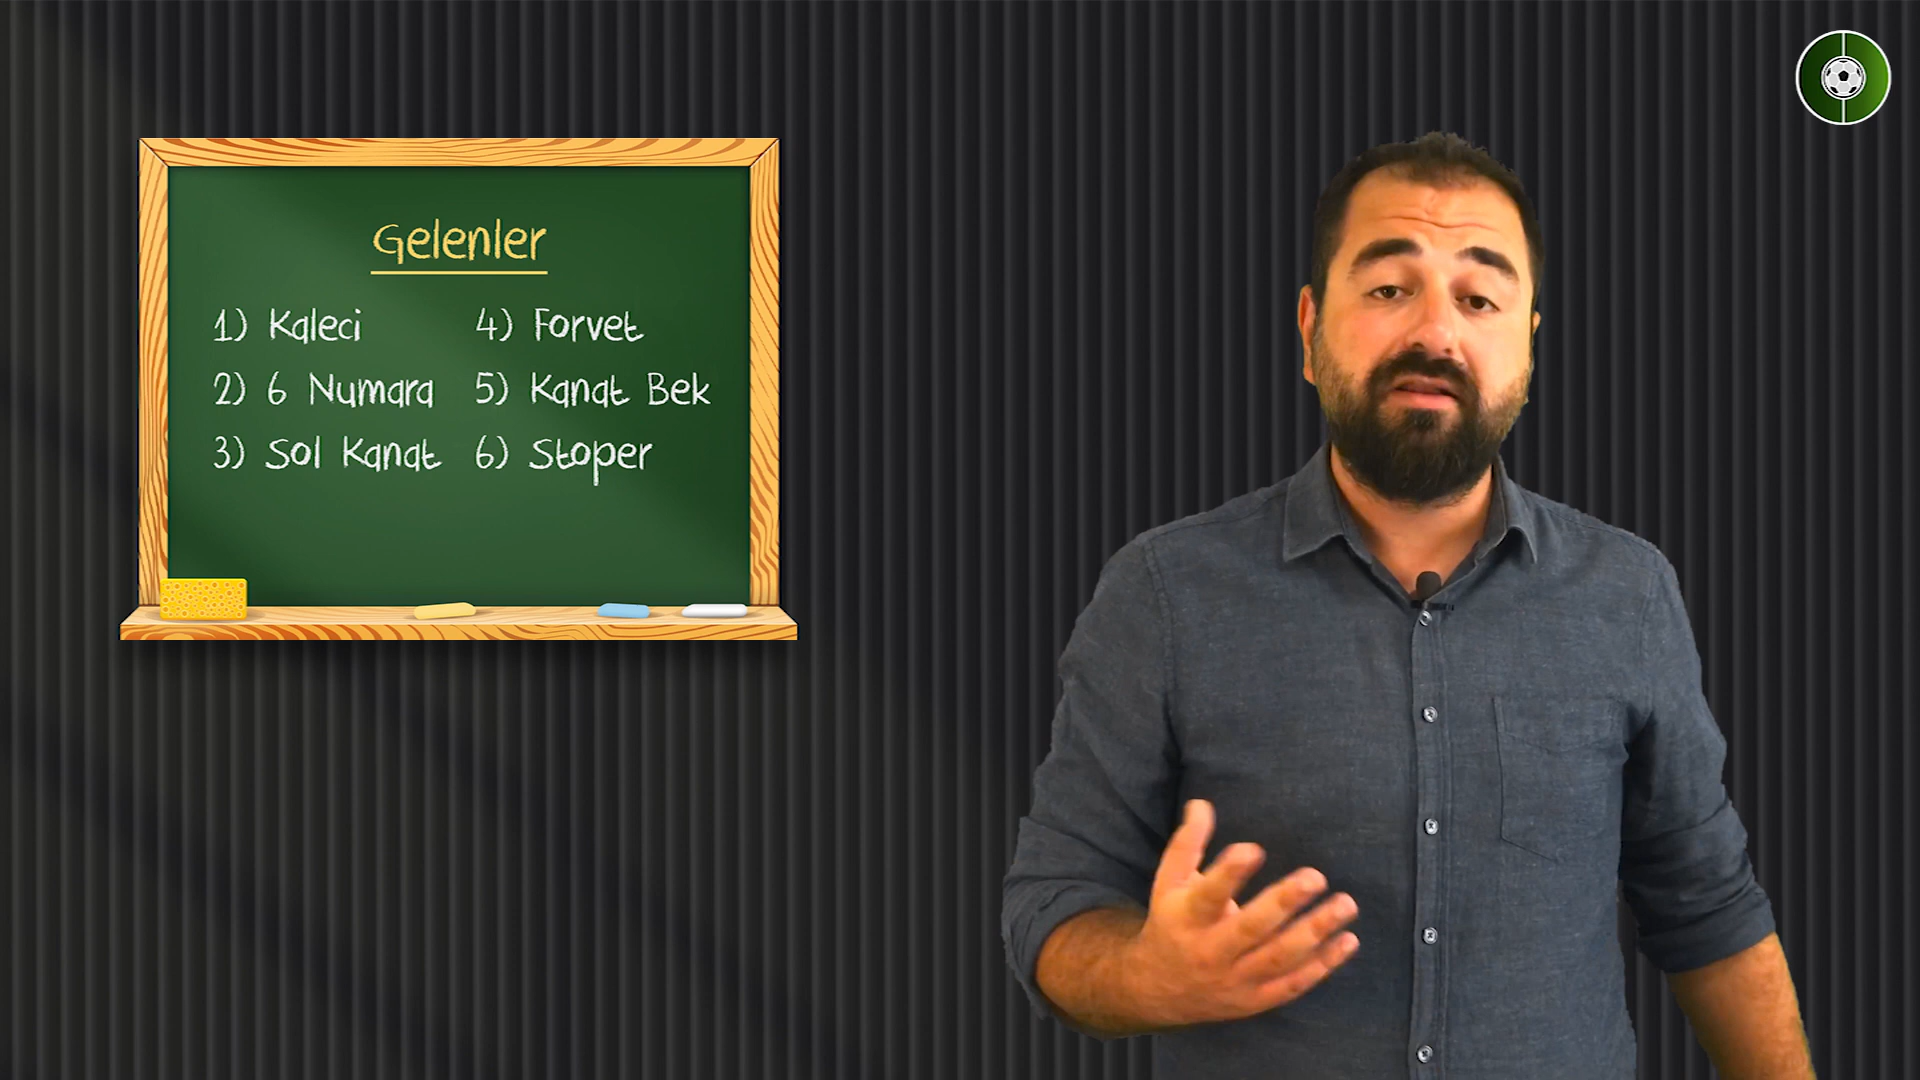 Gelenler
1) Kaleci
2) 6 Numara
3) Sol Kanat
4) Forvet
5) Kanat Bek
6) Stoper